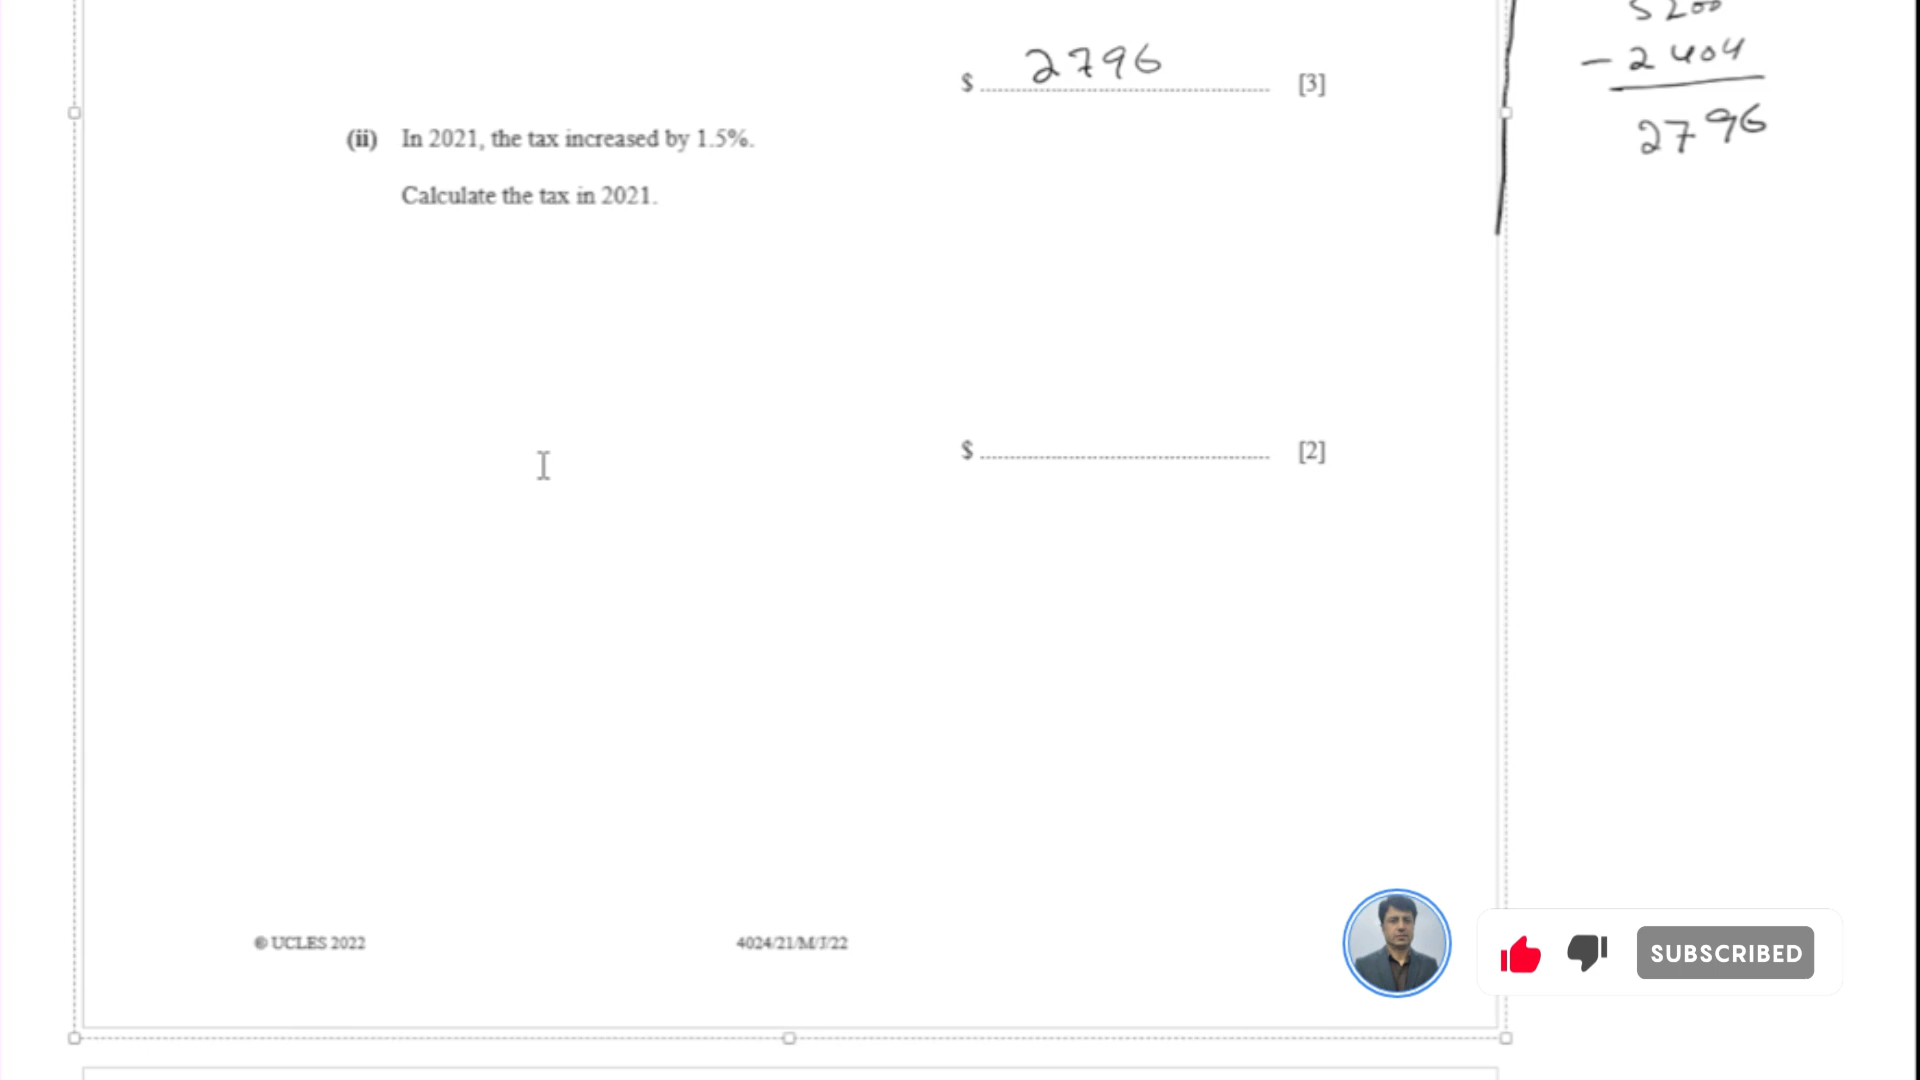 5200
- 2404
2796
$ 2796 [3]
(ii) In 2021, the tax increased by 1.5%.
Calculate the tax in 2021.
$ [2]
© UCLES 2022
4024/21/M/J/22
SUBSCRIBED